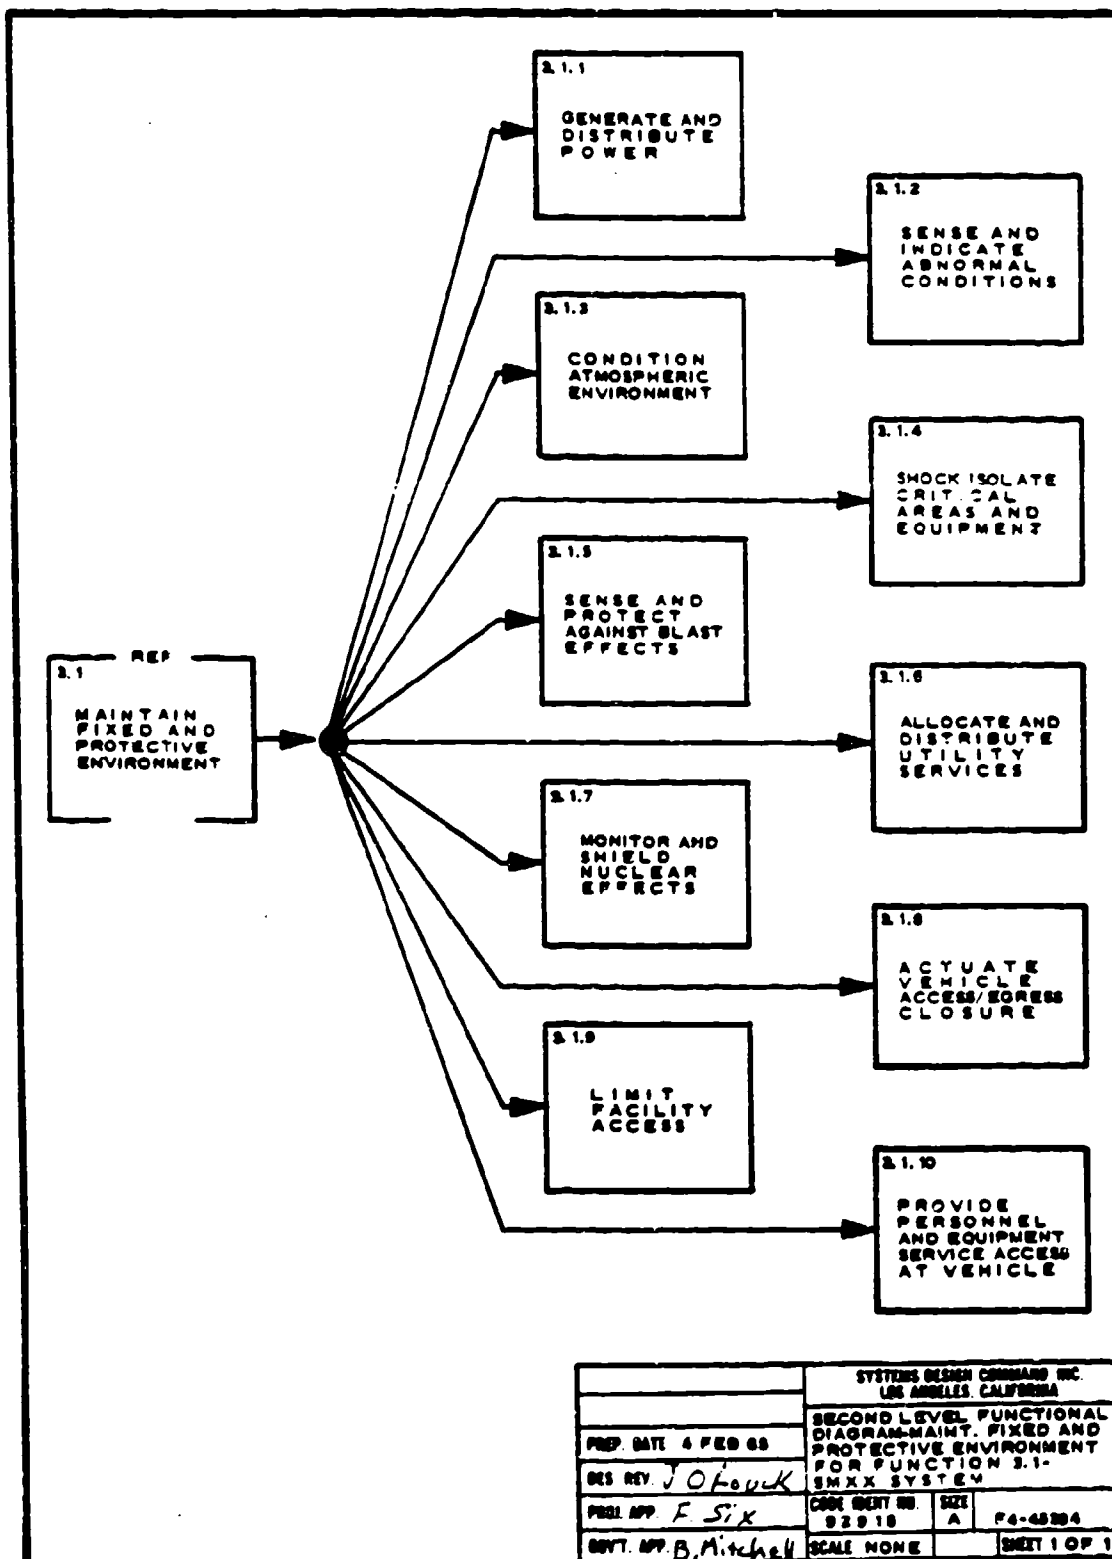 3.1.1
GENERATE AND
DISTRIBUTE
POWER
3.1.2
SENSE AND
INDICATE
ABNORMAL
CONDITIONS
3.1.3
CONDITION
ATMOSPHERIC
ENVIRONMENT
3.1.4
SHOCK ISOLATE
CRITICAL
AREAS AND
EQUIPMENT
3.1.5
SENSE AND
PROTECT
AGAINST BLAST
EFFECTS
REF
3.1
MAINTAIN
FIXED AND
PROTECTIVE
ENVIRONMENT
3.1.6
ALLOCATE AND
DISTRIBUTE
UTILITY
SERVICES
3.1.7
MONITOR AND
SHIELD
NUCLEAR
EFFECTS
3.1.8
ACTUATE
VEHICLE
ACCESS/EGRESS
CLOSURE
3.1.9
LIMIT
FACILITY
ACCESS
3.1.10
PROVIDE
PERSONNEL
AND EQUIPMENT
SERVICE ACCESS
AT VEHICLE
SYSTEMS DESIGN COMMAND INC.
LOS ANGELES, CALIFORNIA
SECOND LEVEL FUNCTIONAL
DIAGRAM-MAINT. FIXED AND
PROTECTIVE ENVIRONMENT
FOR FUNCTION 3.1-
SMXX SYSTEM
PREP. DATE 4 FEB
DES REV.
PROJ. APP. F. Six
GOVT. APP. B. Mitchell
CODE IDENT NO.
92918
SIZE
A
SCALE NONE
SHEET 1 OF 1